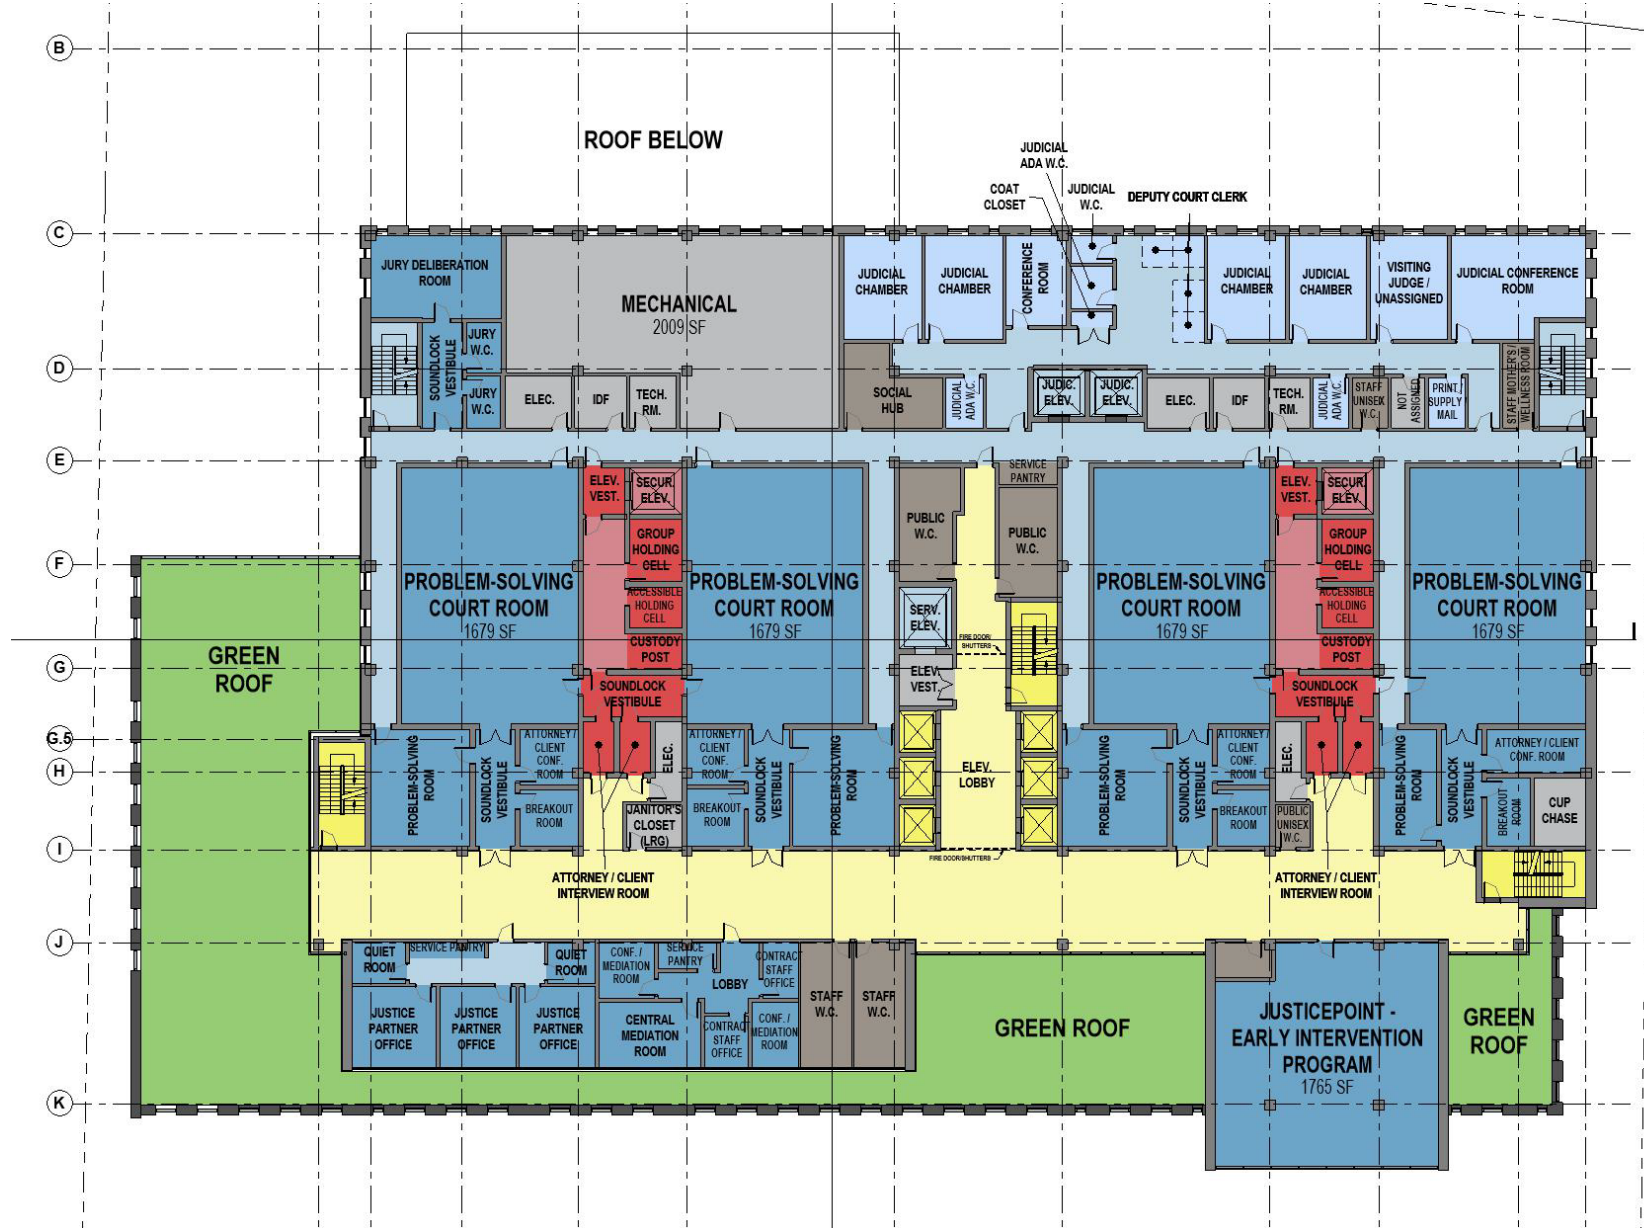 B
ROOF BELOW
JUDICIAL
ADA W.C.
COAT
CLOSET
JUDICIAL
W.C.
DEPUTY COURT CLERK
C
JURY DELIBERATION
ROOM
MECHANICAL
2009 SF
JUDICIAL
CHAMBER
JUDICIAL
CHAMBER
CONFERENCE
ROOM
JUDICIAL
CHAMBER
JUDICIAL
CHAMBER
VISITING
JUDGE /
UNASSIGNED
JUDICIAL CONFERENCE
ROOM
SOUNDLOCK
VESTIBULE
JURY
W.C.
JURY
W.C.
D
ELEC.
IDF
TECH.
RM.
SOCIAL
HUB
JUDICIAL
ADA W.C.
JUDIC.
ELEV.
JUDIC.
ELEV.
ELEC.
IDF
TECH.
RM.
JUDICIAL
ADA W.C.
STAFF
UNISEX
W.C.
NOT
ASSIGNED
PRINT /
SUPPLY /
MAIL
STAFF MOTHER'S /
WELLNESS ROOM
E
ELEV.
VEST.
SECUR.
ELEV.
SERVICE
PANTRY
ELEV.
VEST.
SECUR.
ELEV.
PUBLIC
W.C.
PUBLIC
W.C.
GROUP
HOLDING
CELL
GROUP
HOLDING
CELL
F
PROBLEM-SOLVING
COURT ROOM
1679 SF
ACCESSIBLE
HOLDING
CELL
PROBLEM-SOLVING
COURT ROOM
1679 SF
SERV.
ELEV.
PROBLEM-SOLVING
COURT ROOM
1679 SF
ACCESSIBLE
HOLDING
CELL
PROBLEM-SOLVING
COURT ROOM
1679 SF
CUSTODY
POST
FIRE DOOR/
SHUTTERS
CUSTODY
POST
I
GREEN
ROOF
G
ELEV.
VEST.
SOUNDLOCK
VESTIBULE
SOUNDLOCK
VESTIBULE
G.5
PROBLEM-SOLVING
ROOM
SOUNDLOCK
VESTIBULE
ATTORNEY /
CLIENT
CONF.
ROOM
ELEC.
ATTORNEY /
CLIENT
CONF.
ROOM
SOUNDLOCK
VESTIBULE
PROBLEM-SOLVING
ROOM
ELEV.
LOBBY
PROBLEM-SOLVING
ROOM
SOUNDLOCK
VESTIBULE
ATTORNEY /
CLIENT
CONF.
ROOM
ELEC.
PROBLEM-SOLVING
ROOM
SOUNDLOCK
VESTIBULE
ATTORNEY / CLIENT
CONF. ROOM
H
BREAKOUT
ROOM
JANITOR'S
CLOSET
(LRG)
BREAKOUT
ROOM
BREAKOUT
ROOM
PUBLIC
UNISEX
W.C.
BREAKOUT
ROOM
CUP
CHASE
I
FIRE DOOR/SHUTTERS
ATTORNEY / CLIENT
INTERVIEW ROOM
ATTORNEY / CLIENT
INTERVIEW ROOM
J
QUIET
ROOM
SERVICE PANTRY
QUIET
ROOM
CONF. /
MEDIATION
ROOM
SERVICE
PANTRY
LOBBY
CONTRACT
STAFF
OFFICE
STAFF
W.C.
STAFF
W.C.
JUSTICE
PARTNER
OFFICE
JUSTICE
PARTNER
OFFICE
JUSTICE
PARTNER
OFFICE
CENTRAL
MEDIATION
ROOM
CONTRACT
STAFF
OFFICE
CONF. /
MEDIATION
ROOM
GREEN ROOF
JUSTICEPOINT -
EARLY INTERVENTION
PROGRAM
1765 SF
GREEN
ROOF
K